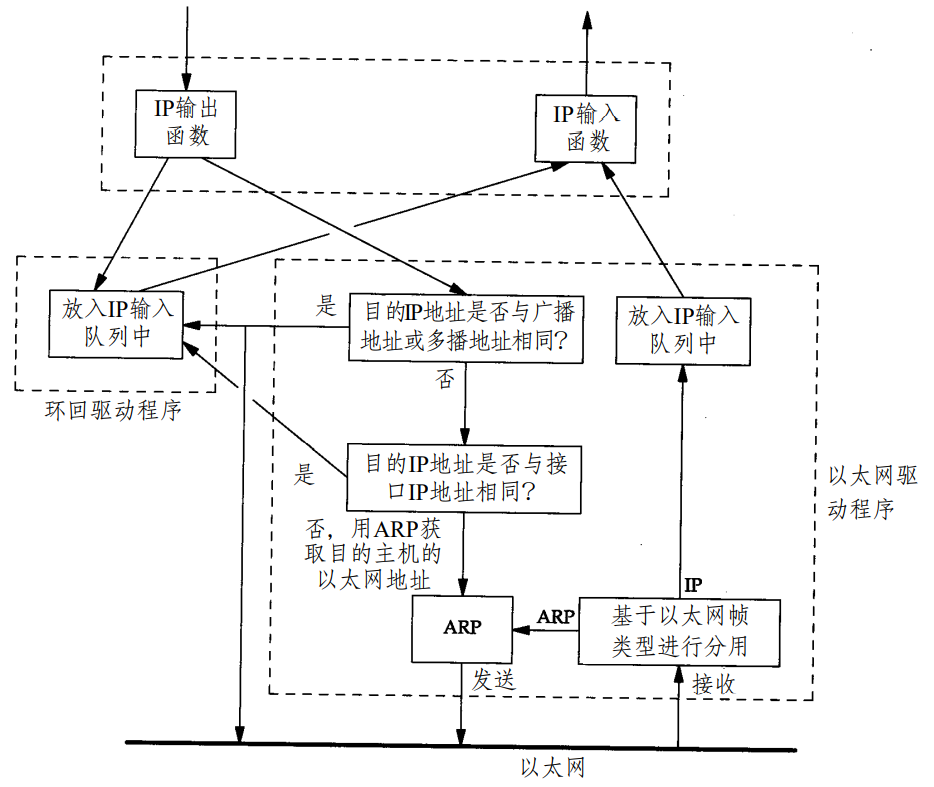 IP输出
函数
IP输入
函数
放入IP输入
队列中
环回驱动程序
是
目的IP地址是否与广播
地址或多播地址相同？
放入IP输入
队列中
否
是
目的IP地址是否与接
口IP地址相同？
以太网驱
动程序
否，用ARP获
取目的主机的
以太网地址
IP
ARP
ARP
基于以太网帧
类型进行分用
发送
接收
以太网